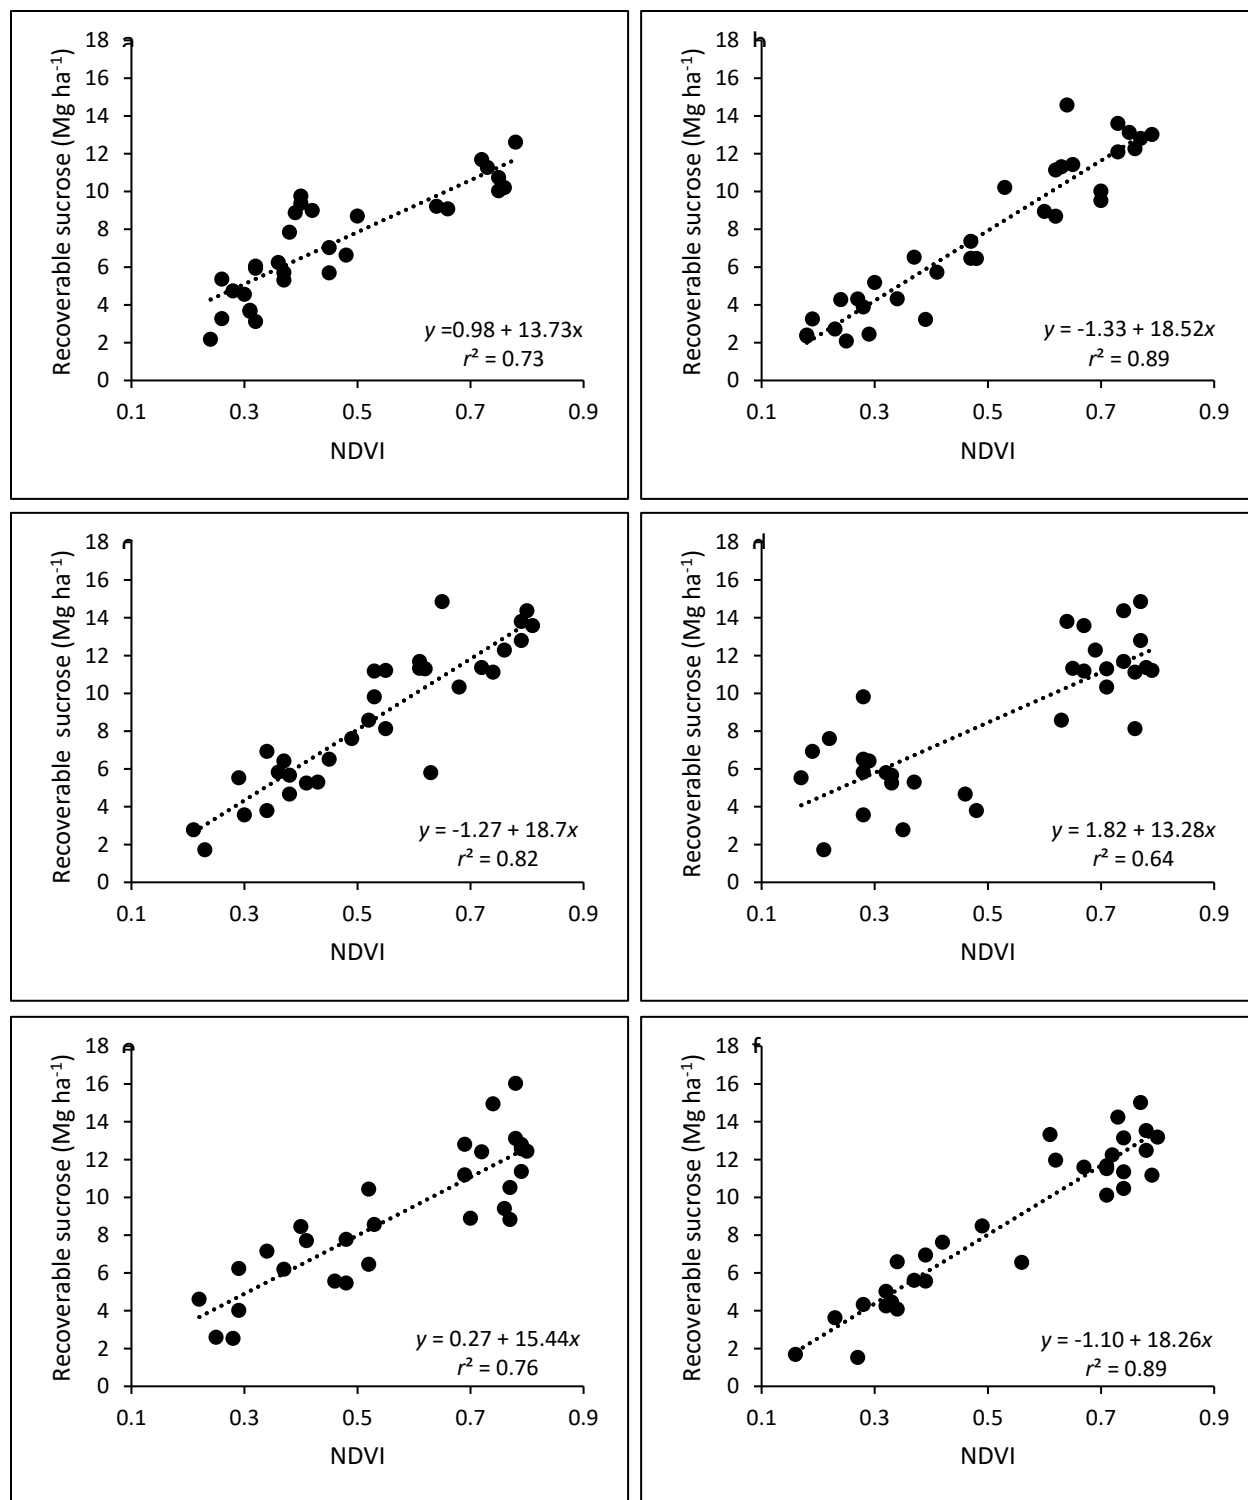 18
16
14
12
10
8
6
4
2
0
Recoverable sucrose (Mg ha⁻¹)
y =0.98 + 13.73x
r² = 0.73
0.1 0.3 0.5 0.7 0.9
NDVI
18
16
14
12
10
8
6
4
2
0
Recoverable sucrose (Mg ha⁻¹)
y = -1.33 + 18.52x
r² = 0.89
0.1 0.3 0.5 0.7 0.9
NDVI
18
16
14
12
10
8
6
4
2
0
Recoverable sucrose (Mg ha⁻¹)
y = -1.27 + 18.7x
r² = 0.82
0.1 0.3 0.5 0.7 0.9
NDVI
18
16
14
12
10
8
6
4
2
0
Recoverable sucrose (Mg ha⁻¹)
y = 1.82 + 13.28x
r² = 0.64
0.1 0.3 0.5 0.7 0.9
NDVI
18
16
14
12
10
8
6
4
2
0
Recoverable sucrose (Mg ha⁻¹)
y = 0.27 + 15.44x
r² = 0.76
0.1 0.3 0.5 0.7 0.9
NDVI
f
18
16
14
12
10
8
6
4
2
0
Recoverable sucrose (Mg ha⁻¹)
y = -1.10 + 18.26x
r² = 0.89
0.1 0.3 0.5 0.7 0.9
NDVI